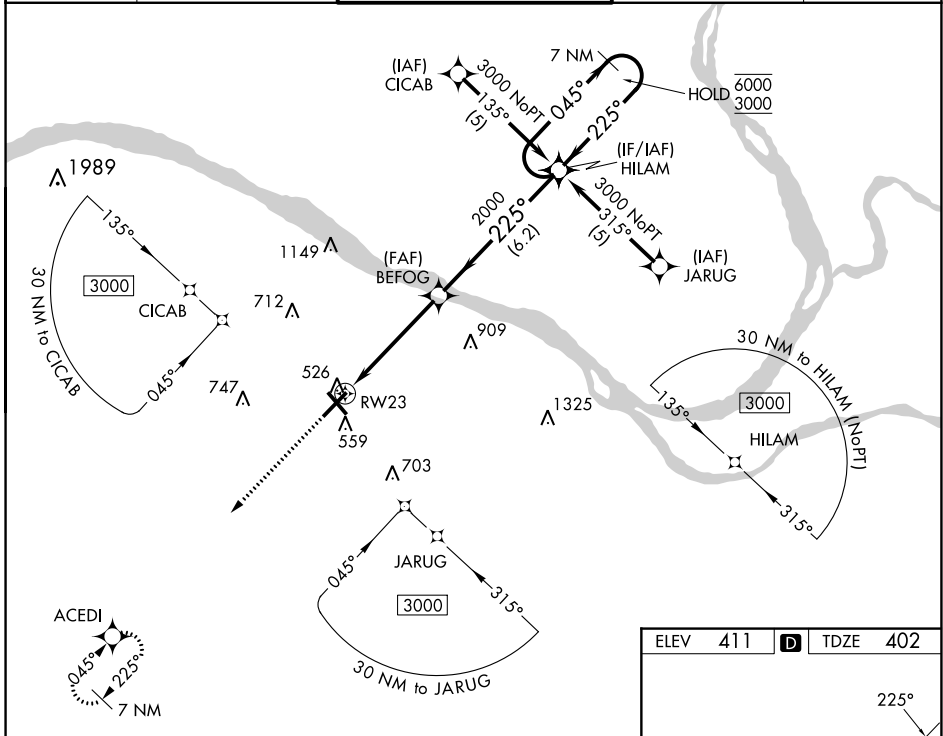 (IAF)
CICAB
3000 NoPT
135°
(5)
7 NM
045°
225°
HOLD
6000
3000
(IF/IAF)
HILAM
3000 NoPT
315°
(5)
(IAF)
JARUG
2000
225°
(6.2)
(FAF)
BEFOG
1989
1149
712
747
526
RW23
559
909
1325
703
135°
3000
CICAB
045°
30 NM to CICAB
30 NM to HILAM (NoPT)
135°
3000
HILAM
315°
JARUG
045°
3000
315°
30 NM to JARUG
ACEDI
045°
225°
7 NM
ELEV 411 D TDZE 402
225°